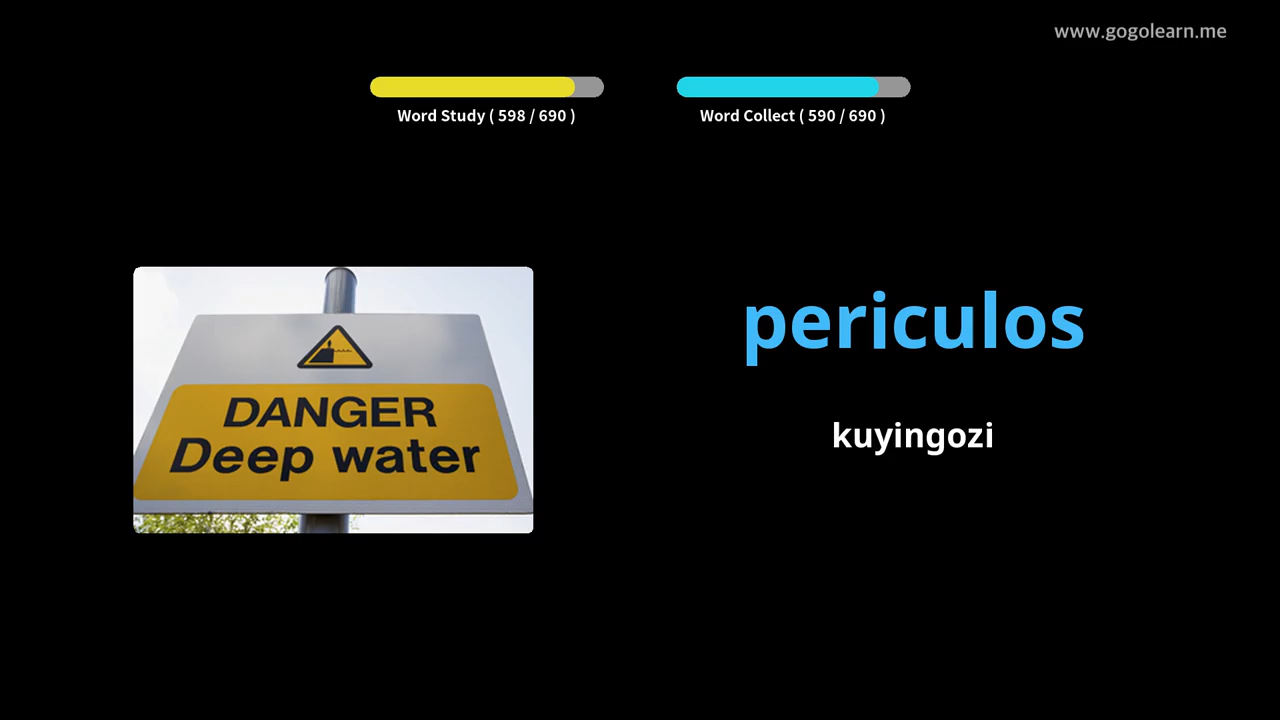 www.gogolearn.me
Word Study ( 598 / 690 )
Word Collect ( 590 / 690 )
DANGER
Deep water
periculos
kuyingozi